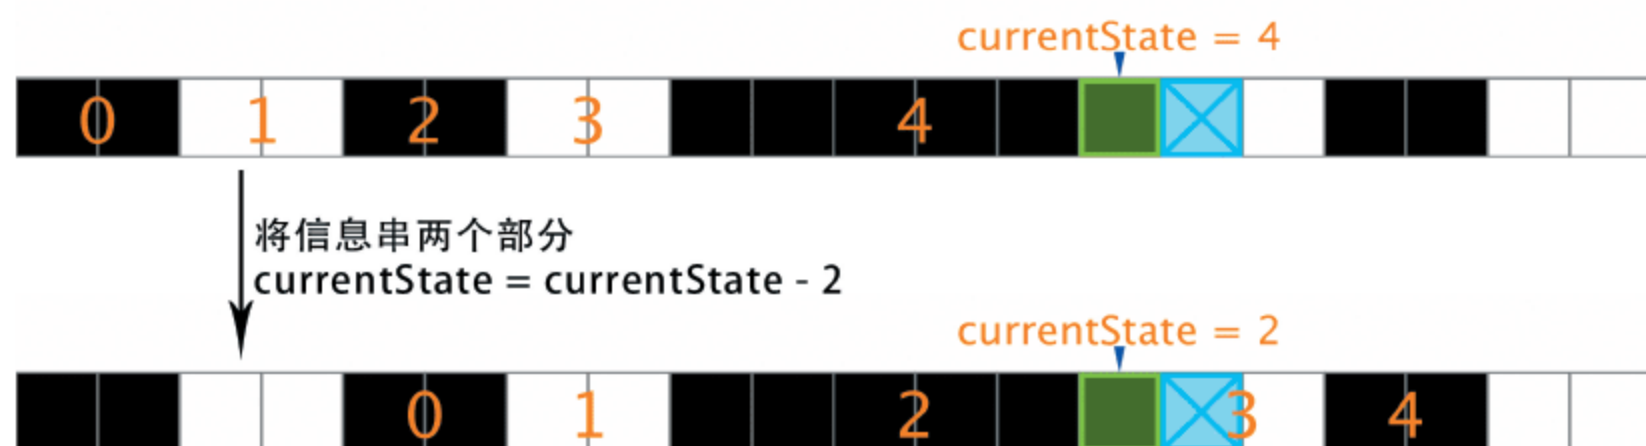 currentState = 4
0 1 2 3 4
将信息串两个部分
currentState = currentState - 2
currentState = 2
0 1 2 3 4